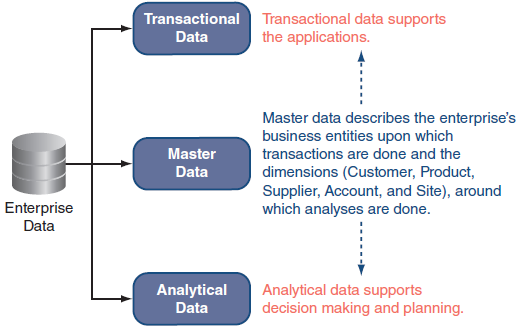 Transactional
Data
Transactional data supports
the applications.
Master data describes the enterprise's
business entities upon which
transactions are done and the
dimensions (Customer, Product,
Supplier, Account, and Site), around
which analyses are done.
Master
Data
Enterprise
Data
Analytical
Data
Analytical data supports
decision making and planning.